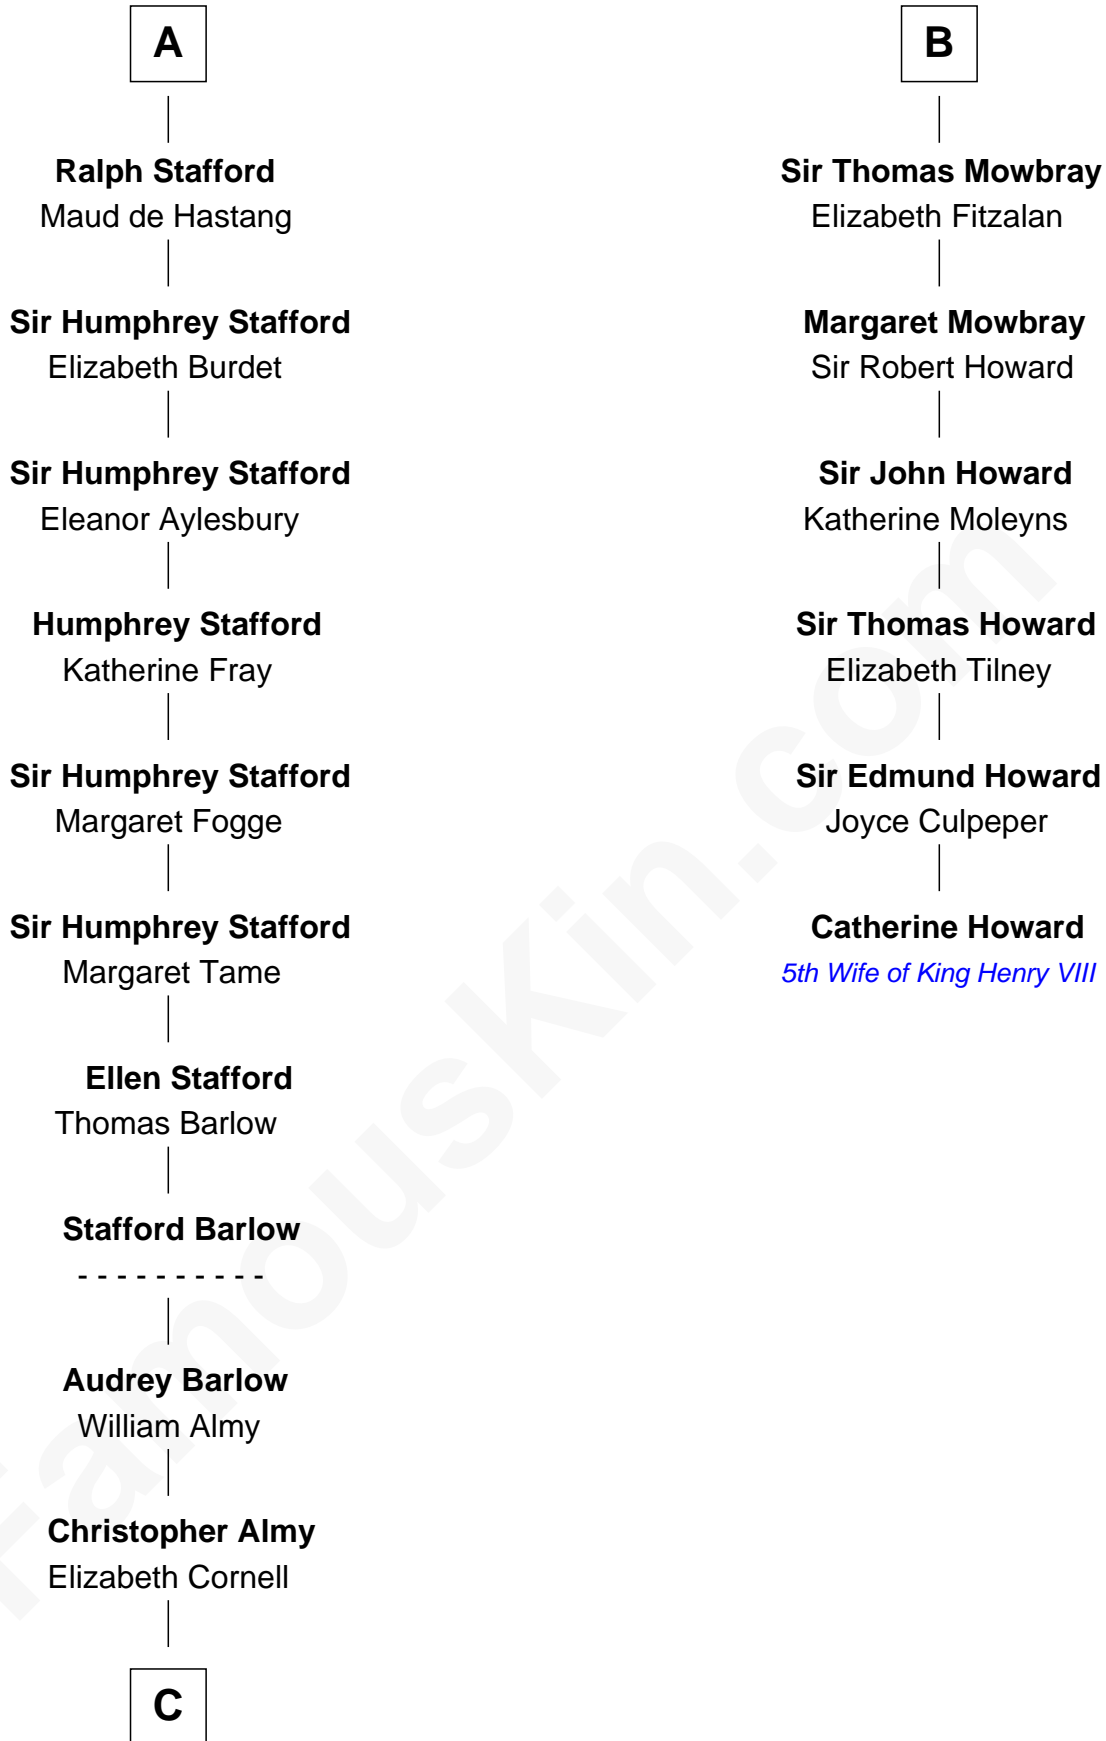 A
Ralph Stafford
Maud de Hastang
Sir Humphrey Stafford
Elizabeth Burdet
Sir Humphrey Stafford
Eleanor Aylesbury
Humphrey Stafford
Katherine Fray
Sir Humphrey Stafford
Margaret Fogge
Sir Humphrey Stafford
Margaret Tame
Ellen Stafford
Thomas Barlow
Stafford Barlow
- - - - - - - - - -
Audrey Barlow
William Almy
Christopher Almy
Elizabeth Cornell
C
B
Sir Thomas Mowbray
Elizabeth Fitzalan
Margaret Mowbray
Sir Robert Howard
Sir John Howard
Katherine Moleyns
Sir Thomas Howard
Elizabeth Tilney
Sir Edmund Howard
Joyce Culpeper
Catherine Howard
5th Wife of King Henry VIII
FamousKin.com